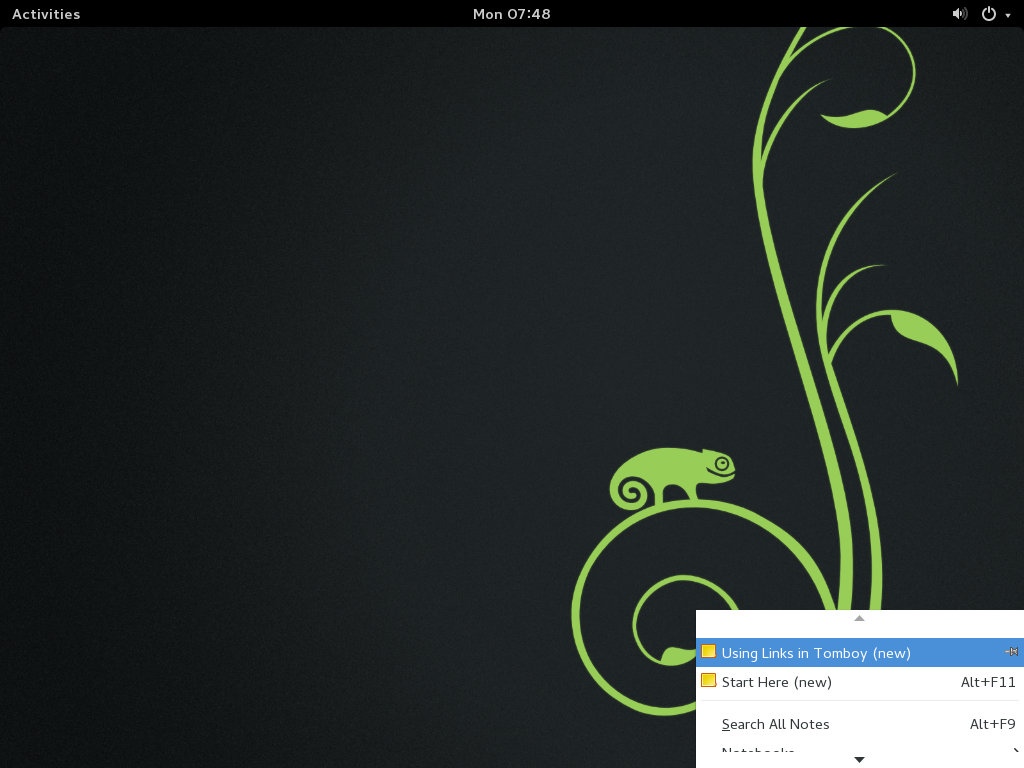 Activities
Mon 07:48
Using Links in Tomboy (new)
Start Here (new) Alt+F11
Search All Notes Alt+F9
Notebooks